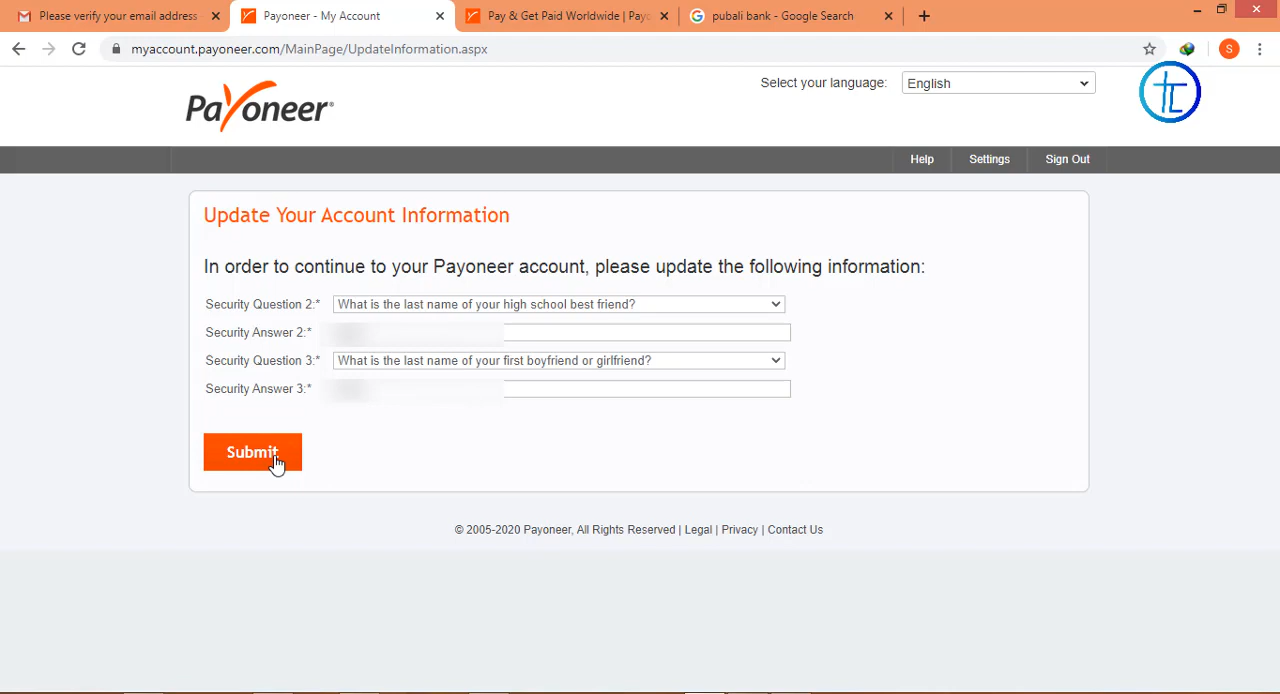 Please verify your email address
Payoneer - My Account
Pay & Get Paid Worldwide | Payo
pubali bank - Google Search
myaccount.payoneer.com/MainPage/UpdateInformation.aspx
S
Payoneer
Select your language:
English
TL
Help
Settings
Sign Out
Update Your Account Information
In order to continue to your Payoneer account, please update the following information:
Security Question 2:*
What is the last name of your high school best friend?
Security Answer 2:*
Security Question 3:*
What is the last name of your first boyfriend or girlfriend?
Security Answer 3:*
Submit
© 2005-2020 Payoneer, All Rights Reserved | Legal | Privacy | Contact Us